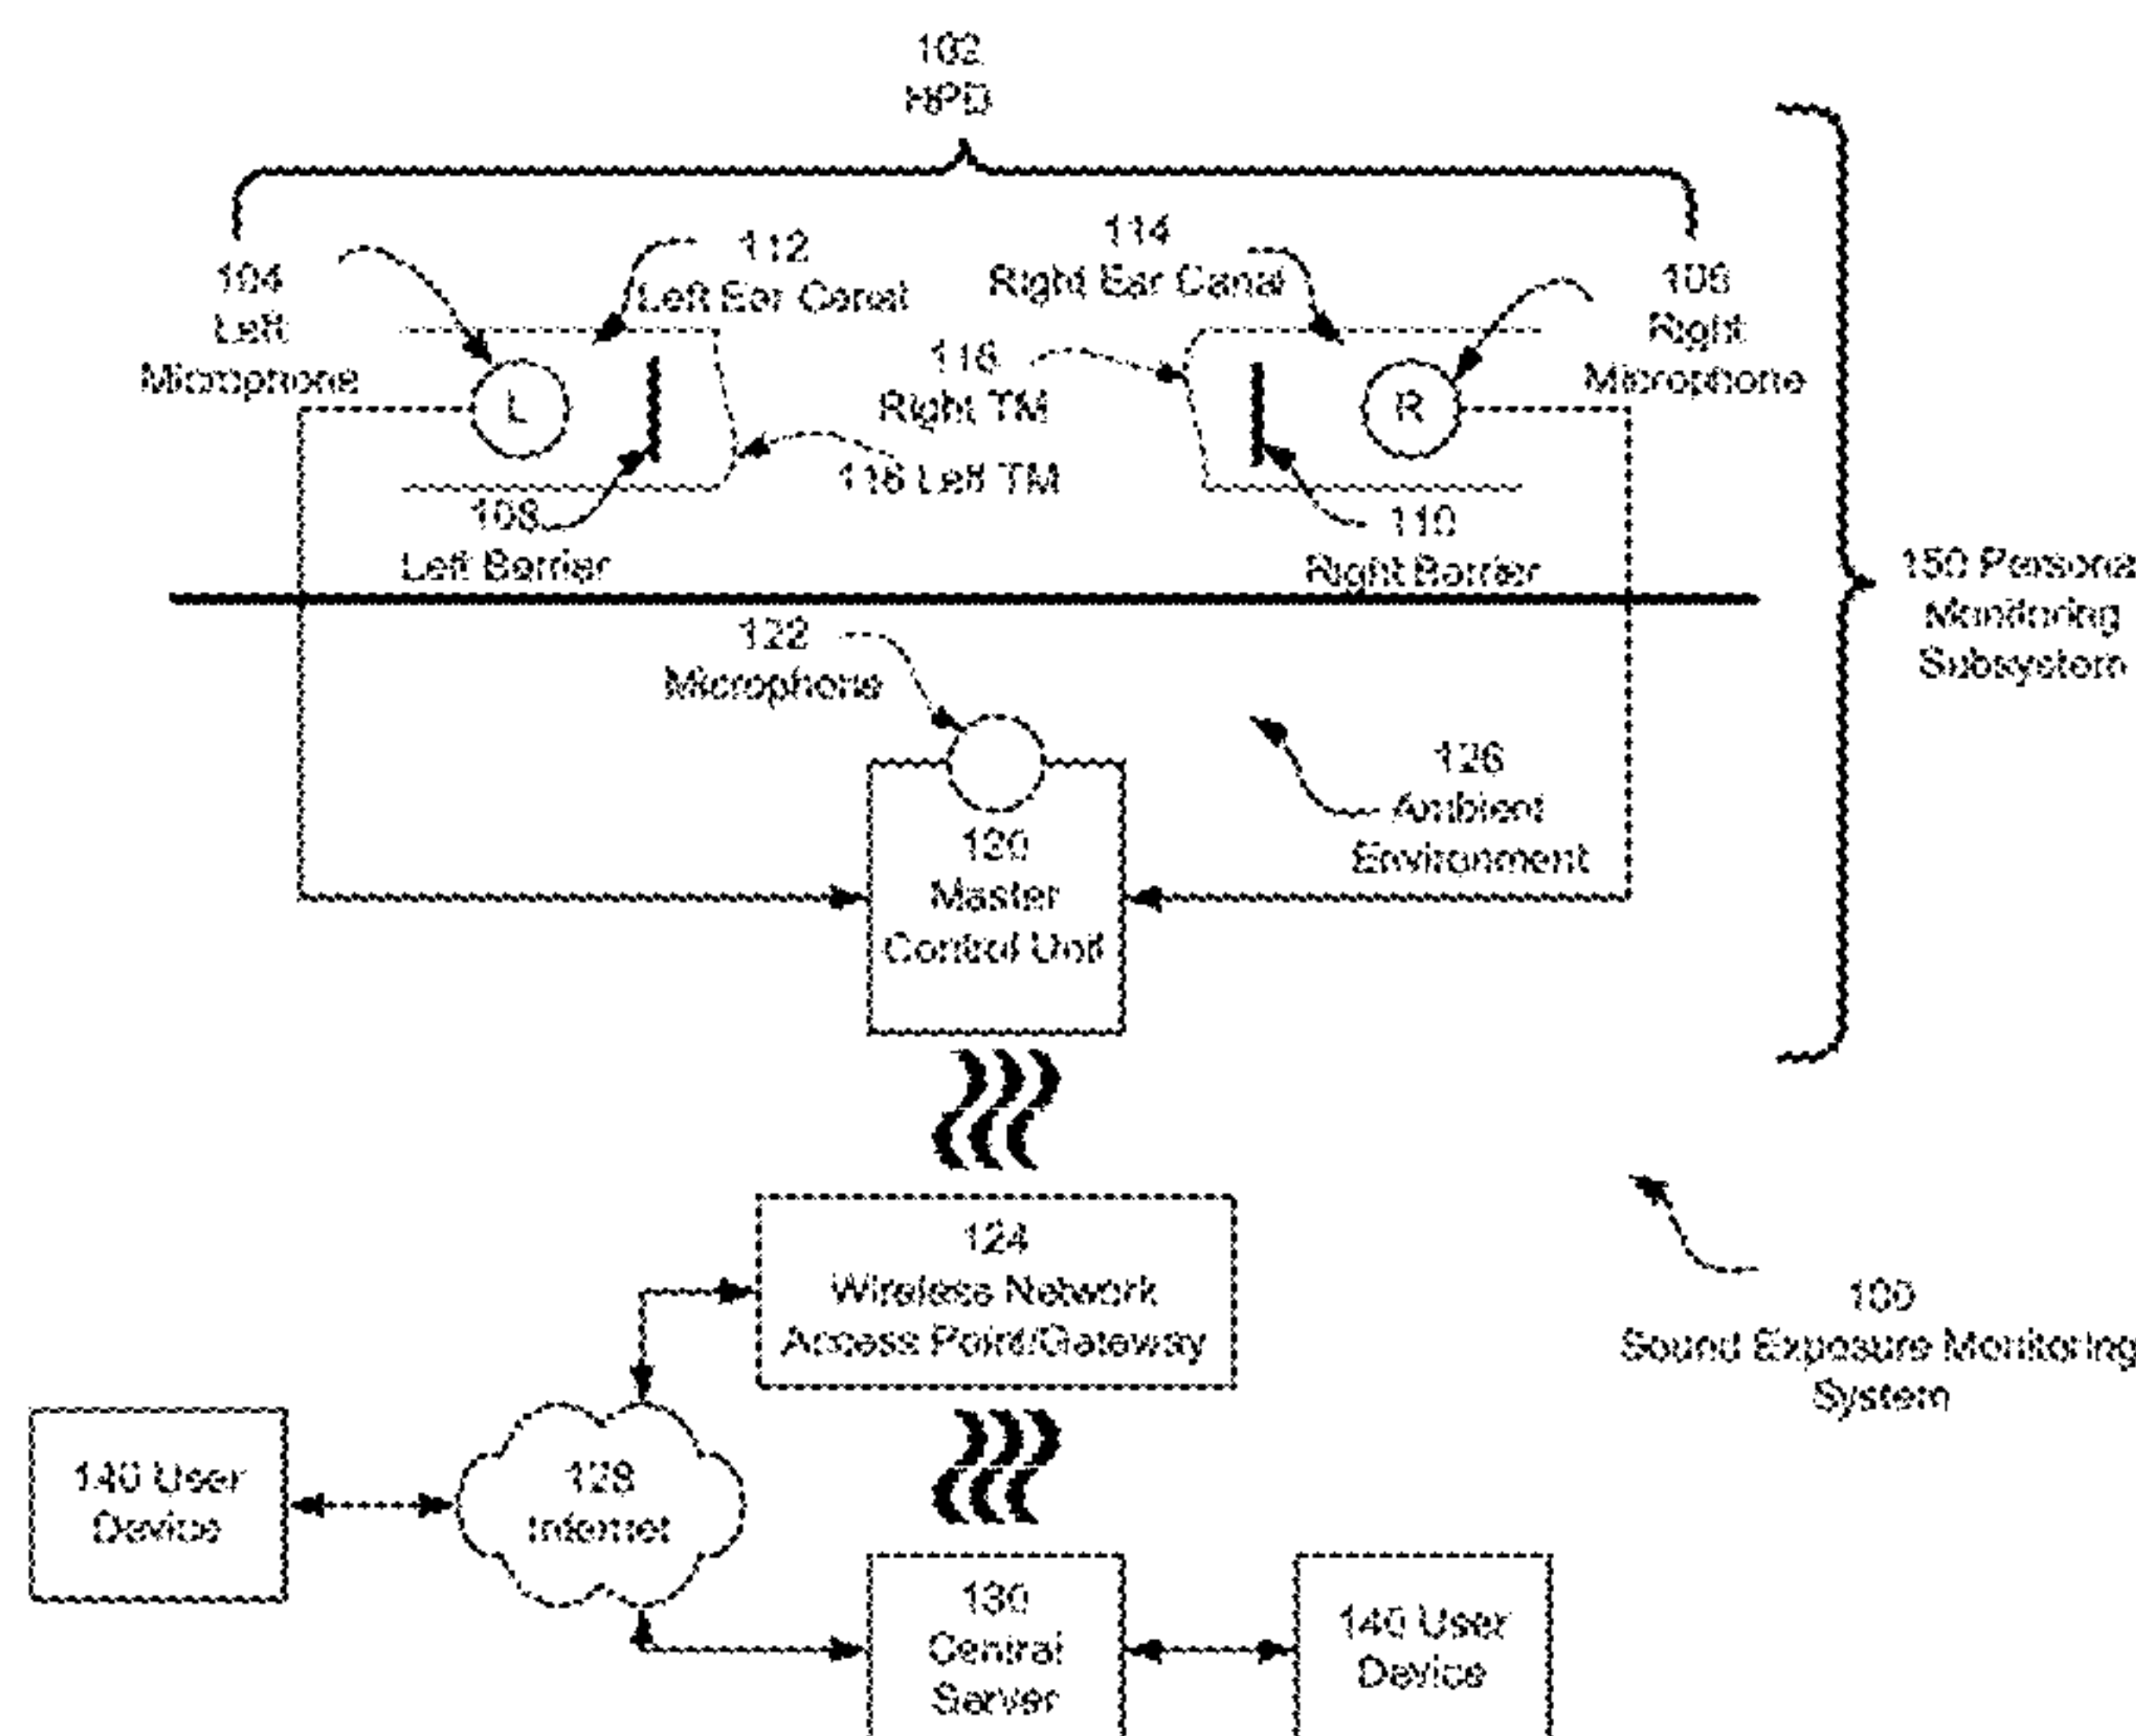 102
HPD
104
Left
Microphone
112
Left Ear Canal
114
Right Ear Canal
106
Right
Microphone
L
R
118
Right TM
116 Left TM
108
Left Barrier
110
Right Barrier
150 Persona
Monitoring
Subsystem
122
Microphone
126
Ambient
Environment
120
Master
Control Unit
124
Wireless Network
Access Point/Gateway
100
Sound Exposure Monitoring
System
140 User
Device
128
Internet
130
Central
Server
140 User
Device